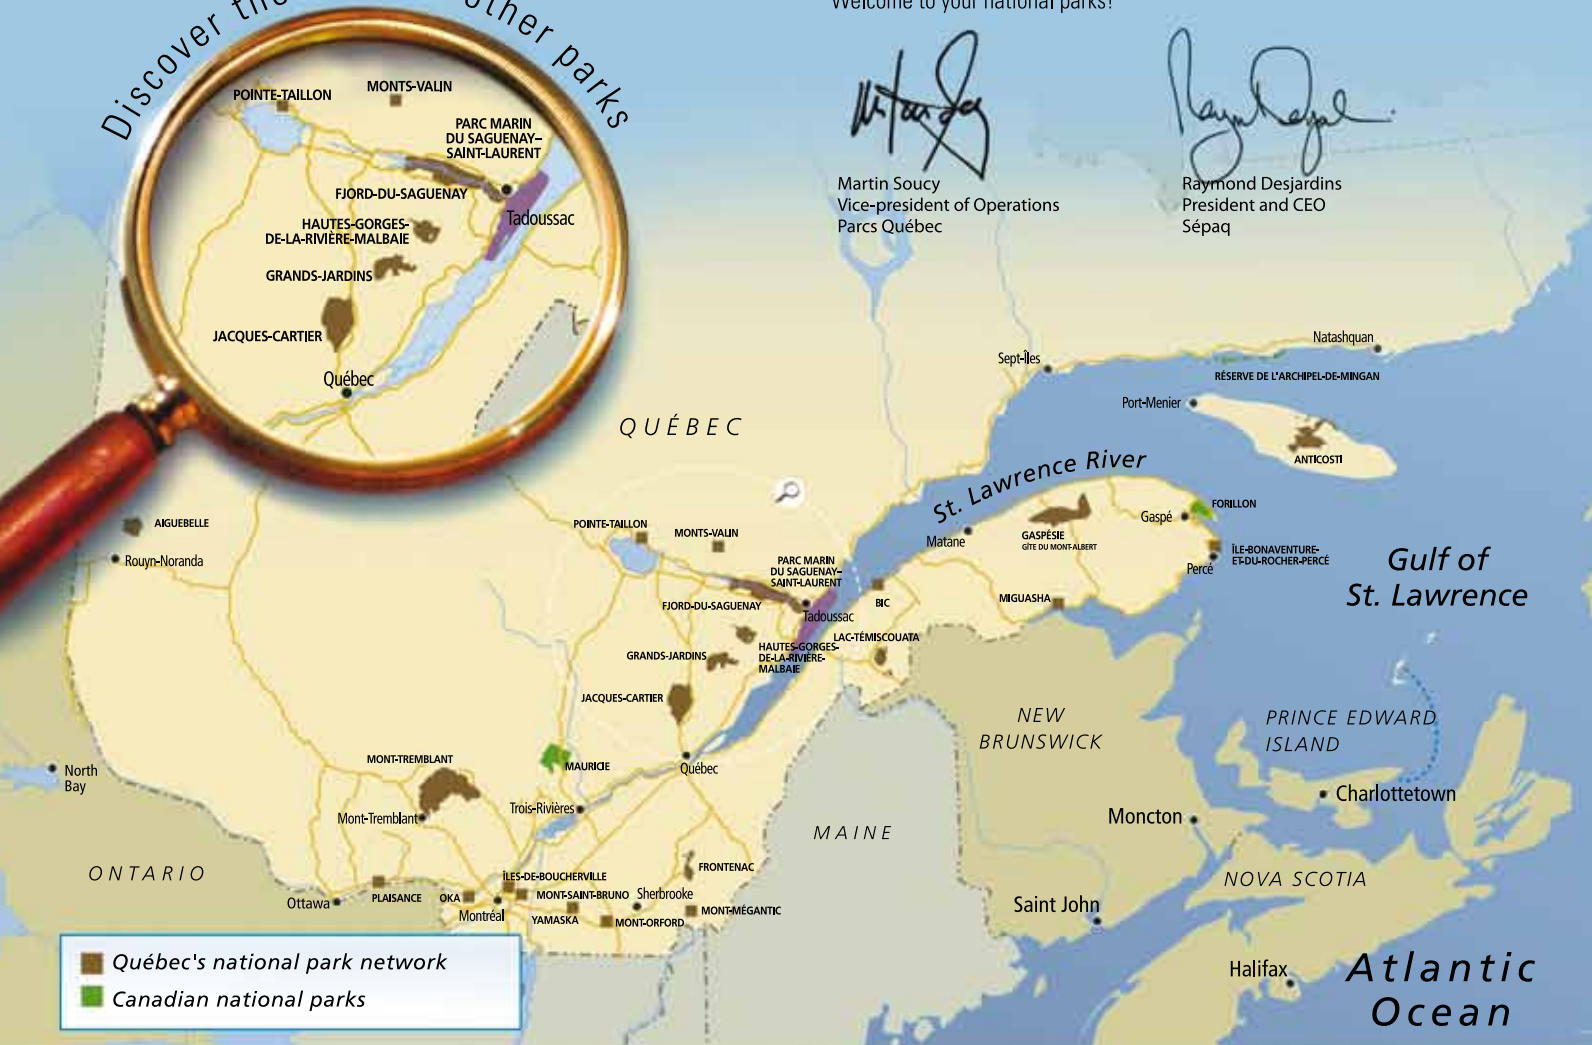 Welcome to your national parks!
Discover the
other parks
Martin Soucy
Vice-president of Operations
Parcs Québec
Raymond Desjardins
President and CEO
Sépaq
POINTE-TAILLON
MONTS-VALIN
PARC MARIN
DU SAGUENAY–
SAINT-LAURENT
FJORD-DU-SAGUENAY
Tadoussac
HAUTES-GORGES-
DE-LA-RIVIÈRE-MALBAIE
GRANDS-JARDINS
JACQUES-CARTIER
Québec
QUÉBEC
Sept-Îles
Natashquan
RÉSERVE DE L'ARCHIPEL-DE-MINGAN
Port-Menier
ANTICOSTI
St. Lawrence River
AIGUEBELLE
Rouyn-Noranda
POINTE-TAILLON
MONTS-VALIN
PARC MARIN
DU SAGUENAY–
SAINT-LAURENT
FJORD-DU-SAGUENAY
Tadoussac
BIC
LAC-TÉMISCOUATA
HAUTES-GORGES-
DE-LA-RIVIÈRE-
MALBAIE
GRANDS-JARDINS
JACQUES-CARTIER
Matane
GASPÉSIE
GÎTE DU MONT-ALBERT
Gaspé
FORILLON
ÎLE-BONAVENTURE-
ET-DU-ROCHER-PERCÉ
Percé
MIGUASHA
Gulf of
St. Lawrence
NEW
BRUNSWICK
PRINCE EDWARD
ISLAND
North
Bay
MONT-TREMBLANT
MAURICIE
Québec
Mont-Tremblant
Trois-Rivières
Charlottetown
Moncton
MAINE
ONTARIO
FRONTENAC
NOVA SCOTIA
ÎLES-DE-BOUCHERVILLE
PLAISANCE
OKA
MONT-SAINT-BRUNO
Sherbrooke
Ottawa
Montréal
YAMASKA
MONT-ORFORD
MONT-MÉGANTIC
Saint John
Halifax
Atlantic
Ocean
Québec's national park network
Canadian national parks